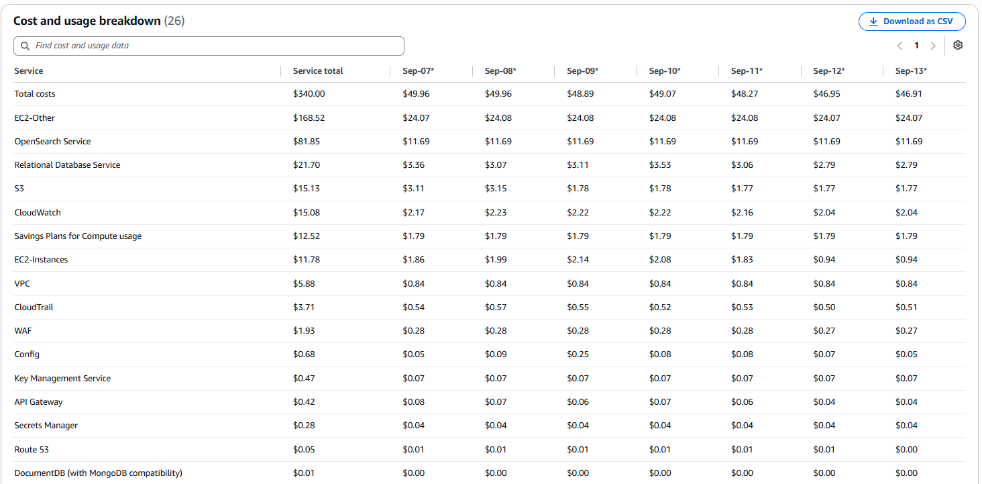 Cost and usage breakdown (26)
Download as CSV
Find cost and usage data
1
Service Service total Sep-07* Sep-08* Sep-09* Sep-10* Sep-11* Sep-12* Sep-13*
Total costs $340.00 $49.96 $49.96 $48.89 $49.07 $48.27 $46.95 $46.91
EC2-Other $168.52 $24.07 $24.08 $24.08 $24.08 $24.08 $24.07 $24.07
OpenSearch Service $81.85 $11.69 $11.69 $11.69 $11.69 $11.69 $11.69 $11.69
Relational Database Service $21.70 $3.36 $3.07 $3.11 $3.53 $3.06 $2.79 $2.79
S3 $15.13 $3.11 $3.15 $1.78 $1.78 $1.77 $1.77 $1.77
CloudWatch $15.08 $2.17 $2.23 $2.22 $2.22 $2.16 $2.04 $2.04
Savings Plans for Compute usage $12.52 $1.79 $1.79 $1.79 $1.79 $1.79 $1.79 $1.79
EC2-Instances $11.78 $1.86 $1.99 $2.14 $2.08 $1.83 $0.94 $0.94
VPC $5.88 $0.84 $0.84 $0.84 $0.84 $0.84 $0.84 $0.84
CloudTrail $3.71 $0.54 $0.57 $0.55 $0.52 $0.53 $0.50 $0.51
WAF $1.93 $0.28 $0.28 $0.28 $0.28 $0.28 $0.27 $0.27
Config $0.68 $0.05 $0.09 $0.25 $0.08 $0.08 $0.07 $0.05
Key Management Service $0.47 $0.07 $0.07 $0.07 $0.07 $0.07 $0.07 $0.07
API Gateway $0.42 $0.08 $0.07 $0.06 $0.07 $0.06 $0.04 $0.04
Secrets Manager $0.28 $0.04 $0.04 $0.04 $0.04 $0.04 $0.04 $0.04
Route 53 $0.05 $0.01 $0.01 $0.01 $0.01 $0.01 $0.01 $0.00
DocumentDB (with MongoDB compatibility) $0.01 $0.00 $0.00 $0.00 $0.00 $0.00 $0.00 $0.00